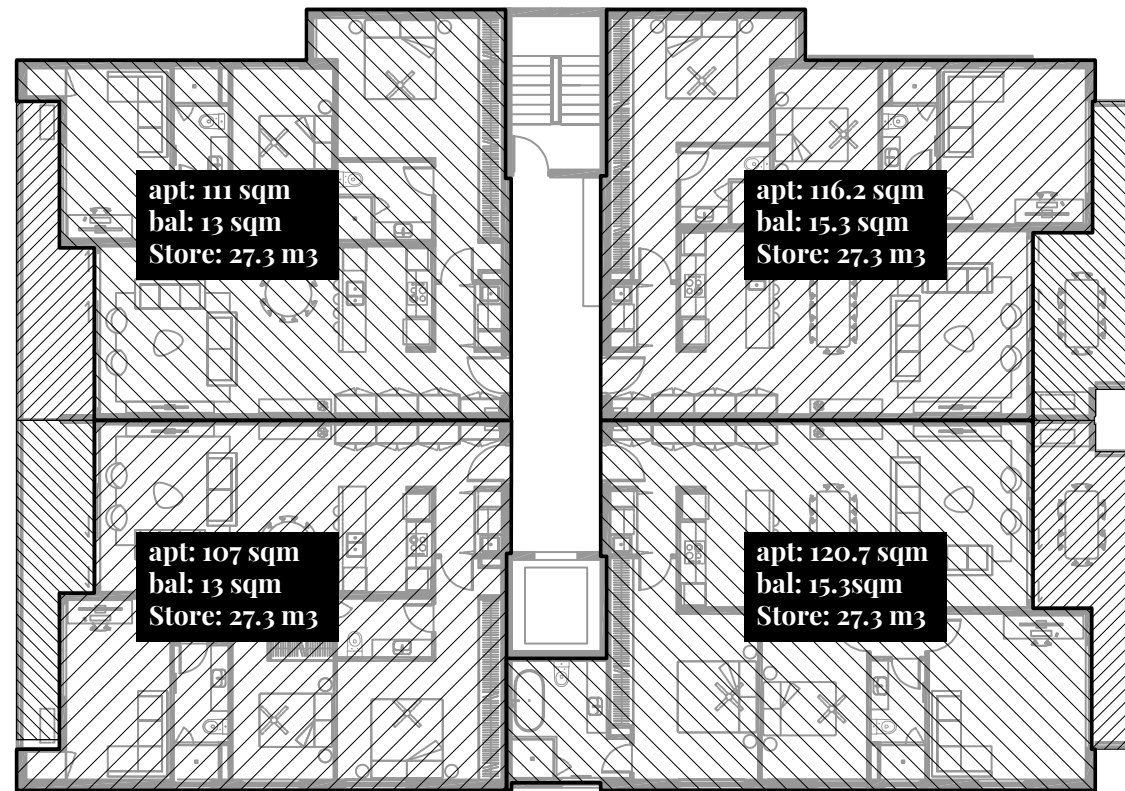 apt: 111 sqm
bal: 13 sqm
Store: 27.3 m3
apt: 116.2 sqm
bal: 15.3 sqm
Store: 27.3 m3
apt: 107 sqm
bal: 13 sqm
Store: 27.3 m3
apt: 120.7 sqm
bal: 15.3sqm
Store: 27.3 m3